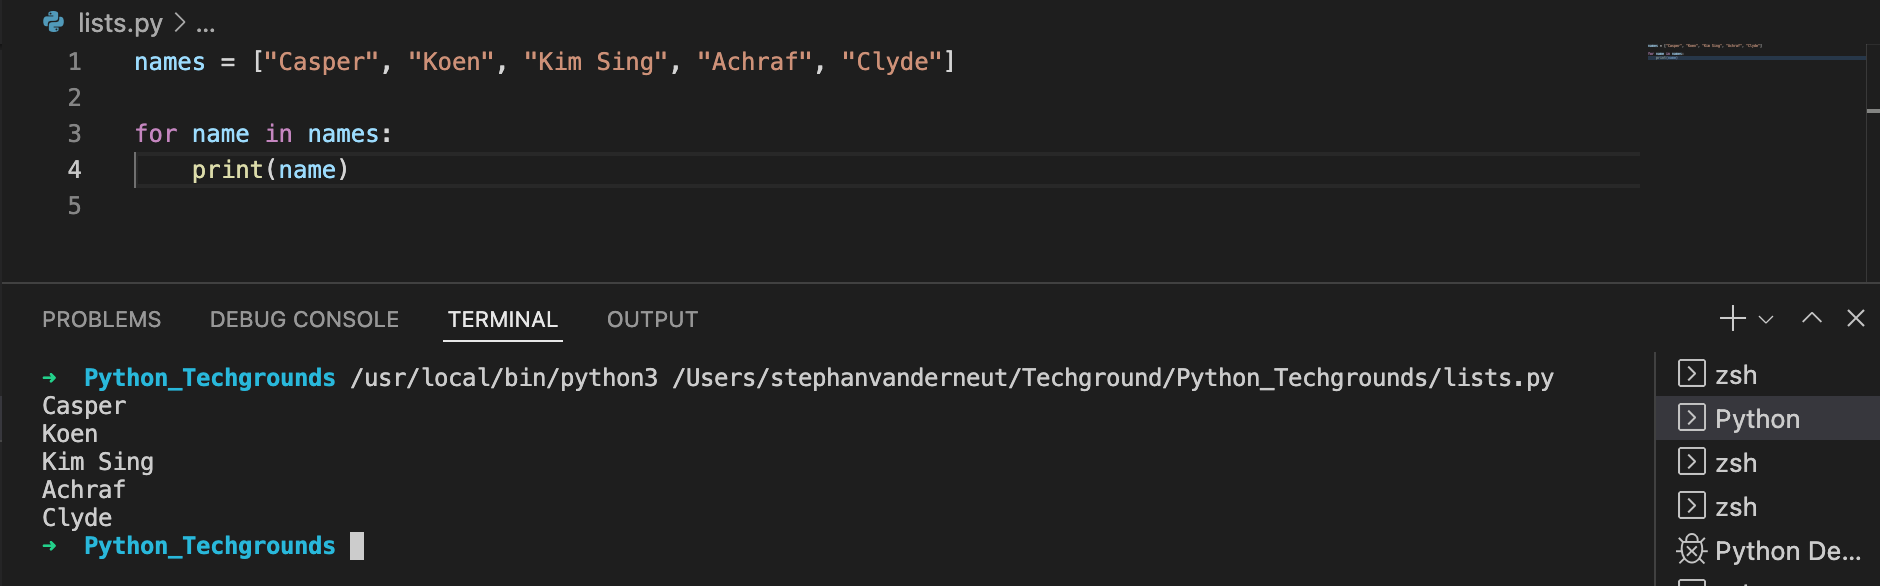 lists.py > ...
1 names = ["Casper", "Koen", "Kim Sing", "Achraf", "Clyde"]
2
3 for name in names:
4     print(name)
5
PROBLEMS DEBUG CONSOLE TERMINAL OUTPUT
➜ Python_Techgrounds /usr/local/bin/python3 /Users/stephanvanderneut/Techground/Python_Techgrounds/lists.py
Casper
Koen
Kim Sing
Achraf
Clyde
➜ Python_Techgrounds
zsh
Python
zsh
zsh
Python De...